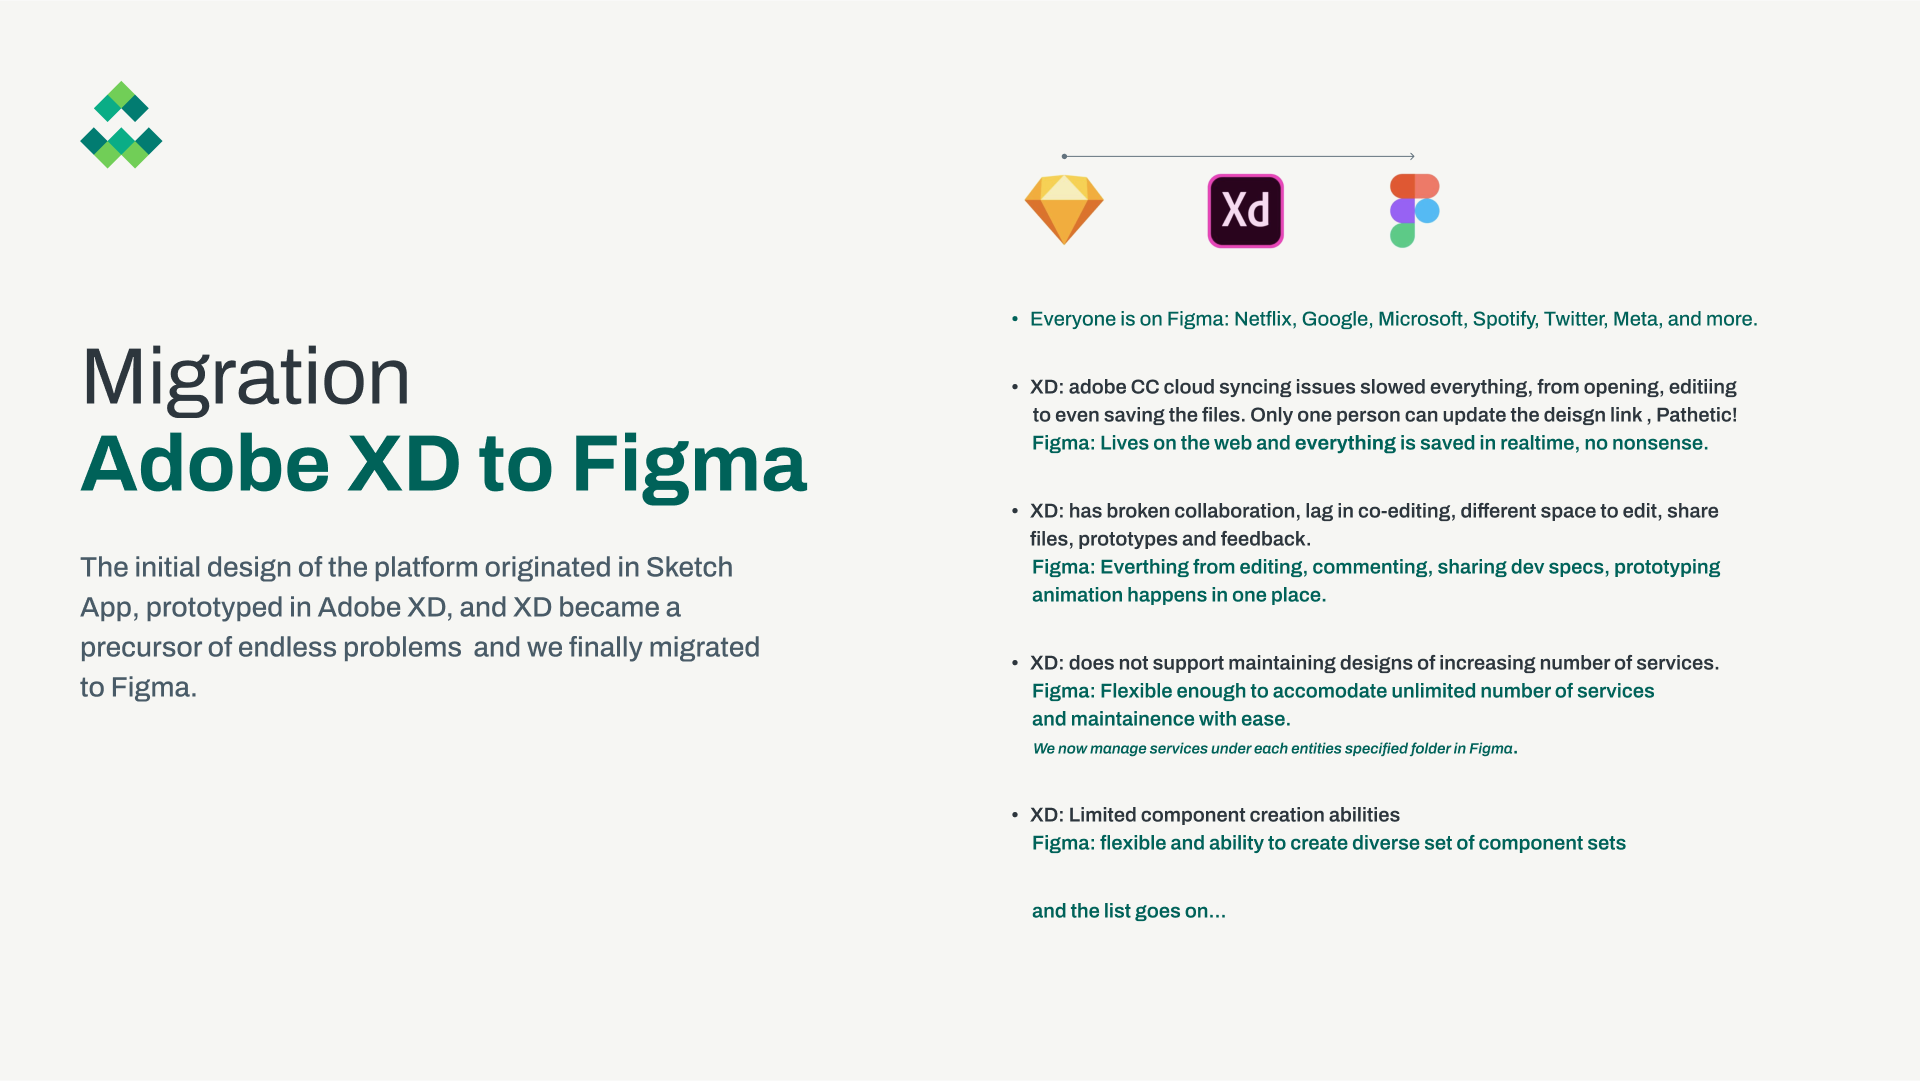 Migration
Adobe XD to Figma
The initial design of the platform originated in Sketch
App, prototyped in Adobe XD, and XD became a
precursor of endless problems  and we finally migrated
to Figma.
Xd
• Everyone is on Figma: Netflix, Google, Microsoft, Spotify, Twitter, Meta, and more.
• XD: adobe CC cloud syncing issues slowed everything, from opening, editiing
to even saving the files. Only one person can update the deisgn link , Pathetic!
Figma: Lives on the web and everything is saved in realtime, no nonsense.
• XD: has broken collaboration, lag in co-editing, different space to edit, share
files, prototypes and feedback.
Figma: Everthing from editing, commenting, sharing dev specs, prototyping
animation happens in one place.
• XD: does not support maintaining designs of increasing number of services.
Figma: Flexible enough to accomodate unlimited number of services
and maintainence with ease.
We now manage services under each entities specified folder in Figma.
• XD: Limited component creation abilities
Figma: flexible and ability to create diverse set of component sets
and the list goes on...